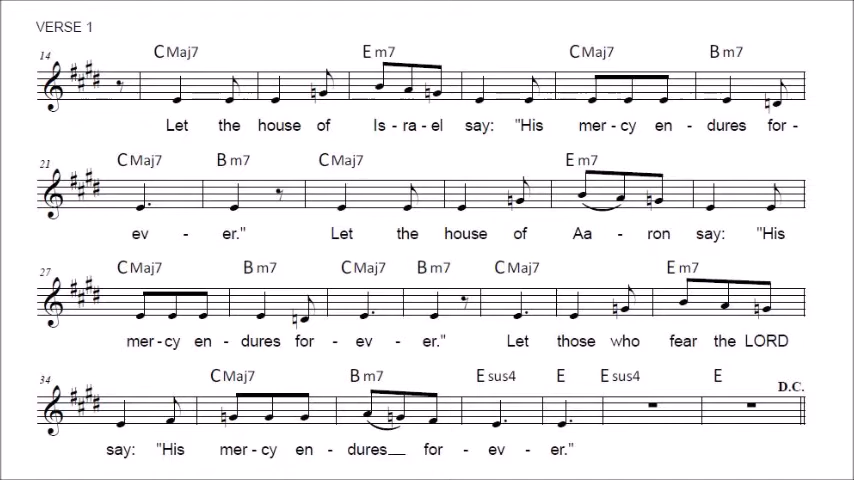 VERSE 1
14 CMaj7 Em7 CMaj7 Bm7
Let the house of Is - ra - el say: "His mer - cy en - dures for -
21 CMaj7 Bm7 CMaj7 Em7
ev - er." Let the house of Aa - ron say: "His
27 CMaj7 Bm7 CMaj7 Bm7 CMaj7 Em7
mer - cy en - dures for - ev - er." Let those who fear the LORD
34 CMaj7 Bm7 Esus4 E Esus4 E D.C.
say: "His mer - cy en - dures__ for - ev - er."